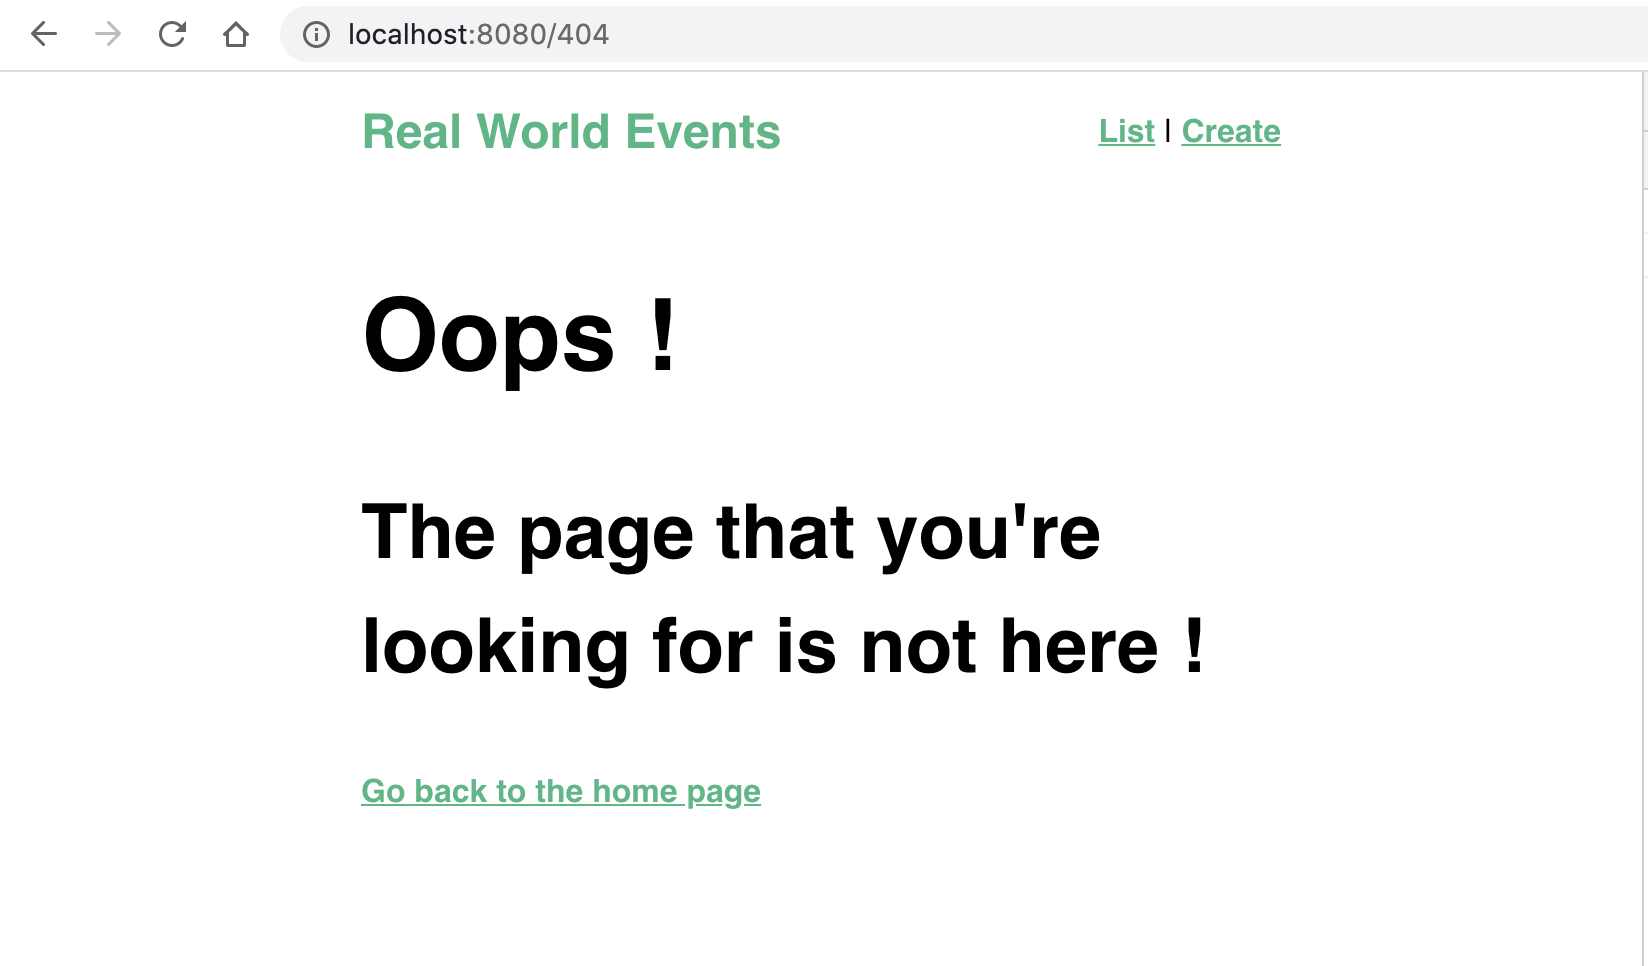 localhost:8080/404
Real World Events
List | Create
Oops !
The page that you're
looking for is not here !
Go back to the home page